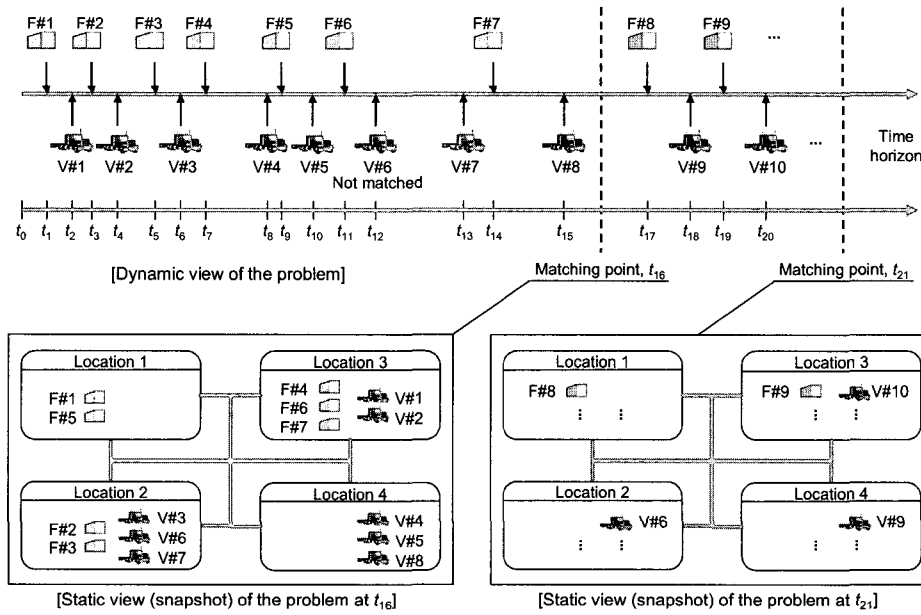 F#1 F#2 F#3 F#4 F#5 F#6 F#7 F#8 F#9 ...
V#1 V#2 V#3 V#4 V#5 V#6 V#7 V#8 V#9 V#10 ...
Not matched
Time
horizon
t0 t1 t2 t3 t4 t5 t6 t7 t8 t9 t10 t11 t12 t13 t14 t15 t17 t18 t19 t20
[Dynamic view of the problem]
Matching point, t16
Matching point, t21
Location 1
F#1
F#5
Location 3
F#4
F#6
F#7
V#1
V#2
Location 2
F#2
F#3
V#3
V#6
V#7
Location 4
V#4
V#5
V#8
[Static view (snapshot) of the problem at t16]
Location 1
F#8
Location 3
F#9
V#10
Location 2
V#6
Location 4
V#9
[Static view (snapshot) of the problem at t21]